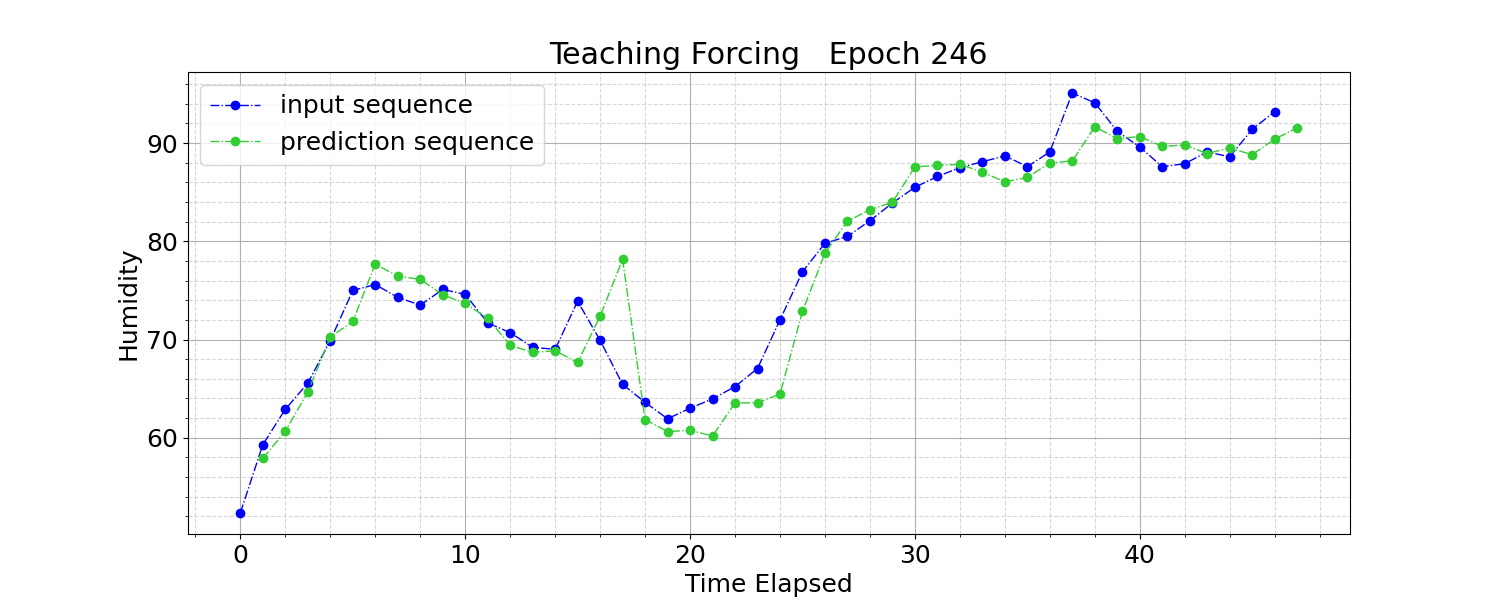 Teaching Forcing   Epoch 246
input sequence
prediction sequence
Humidity
90
80
70
60
0 10 20 30 40
Time Elapsed